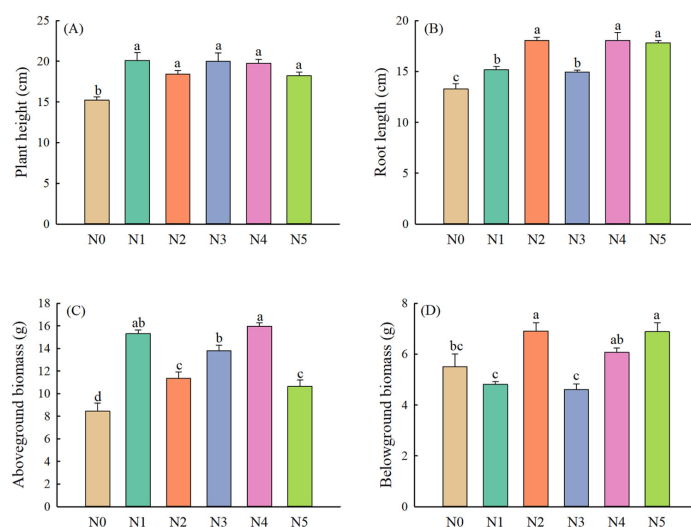 (A)
Plant height (cm)
25
20
15
10
5
0
b
a
a
a
a
a
N0 N1 N2 N3 N4 N5
(B)
Root length (cm)
20
15
10
5
0
c
b
a
b
a
a
N0 N1 N2 N3 N4 N5
(C)
Aboveground biomass (g)
18
16
14
12
10
8
6
4
2
0
d
ab
c
b
a
c
N0 N1 N2 N3 N4 N5
(D)
Belowground biomass (g)
8
6
4
2
0
bc
c
a
c
ab
a
N0 N1 N2 N3 N4 N5